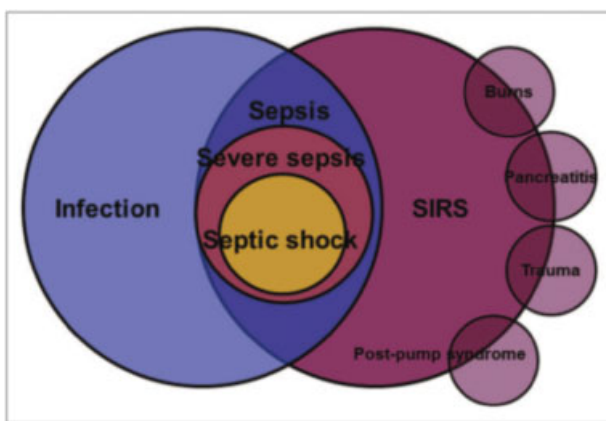 Burns
Sepsis
Severe sepsis
Pancreatitis
Infection
SIRS
Septic shock
Trauma
Post-pump syndrome